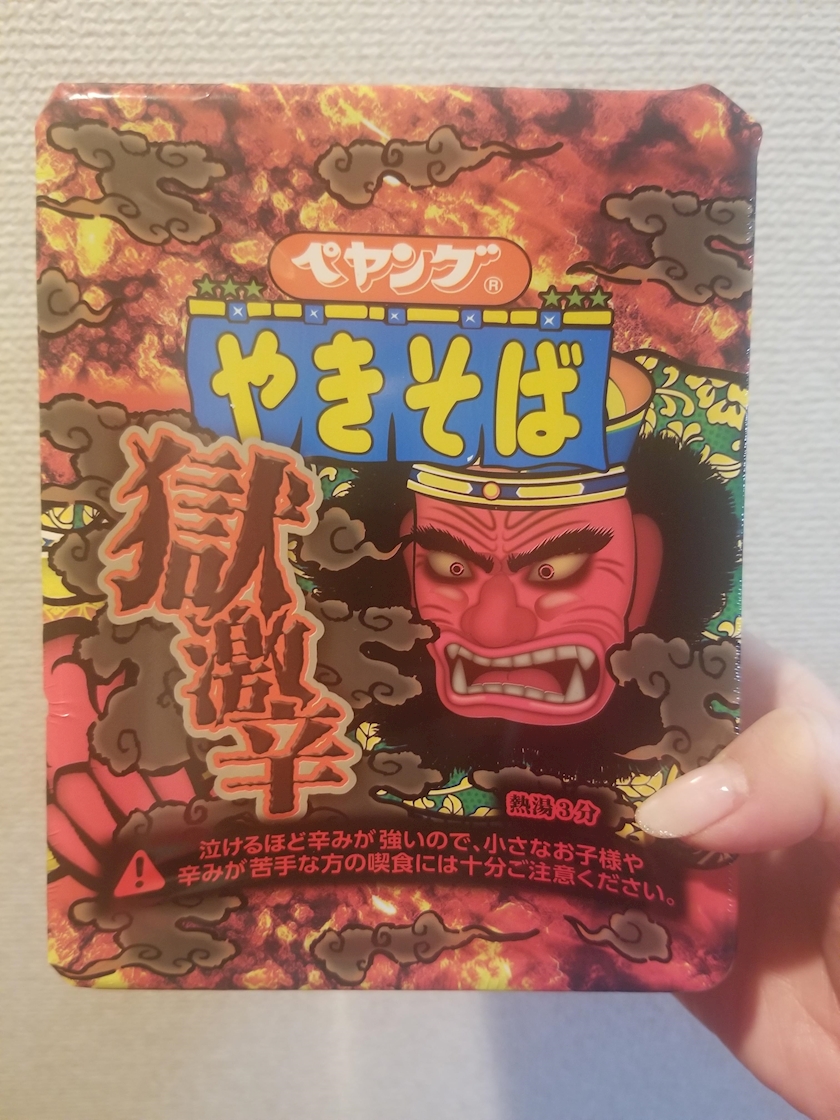 ペヤング®
やきそば
獄激辛
熱湯3分
泣けるほど辛みが強いので、小さなお子様や
辛みが苦手な方の喫食には十分ご注意ください。